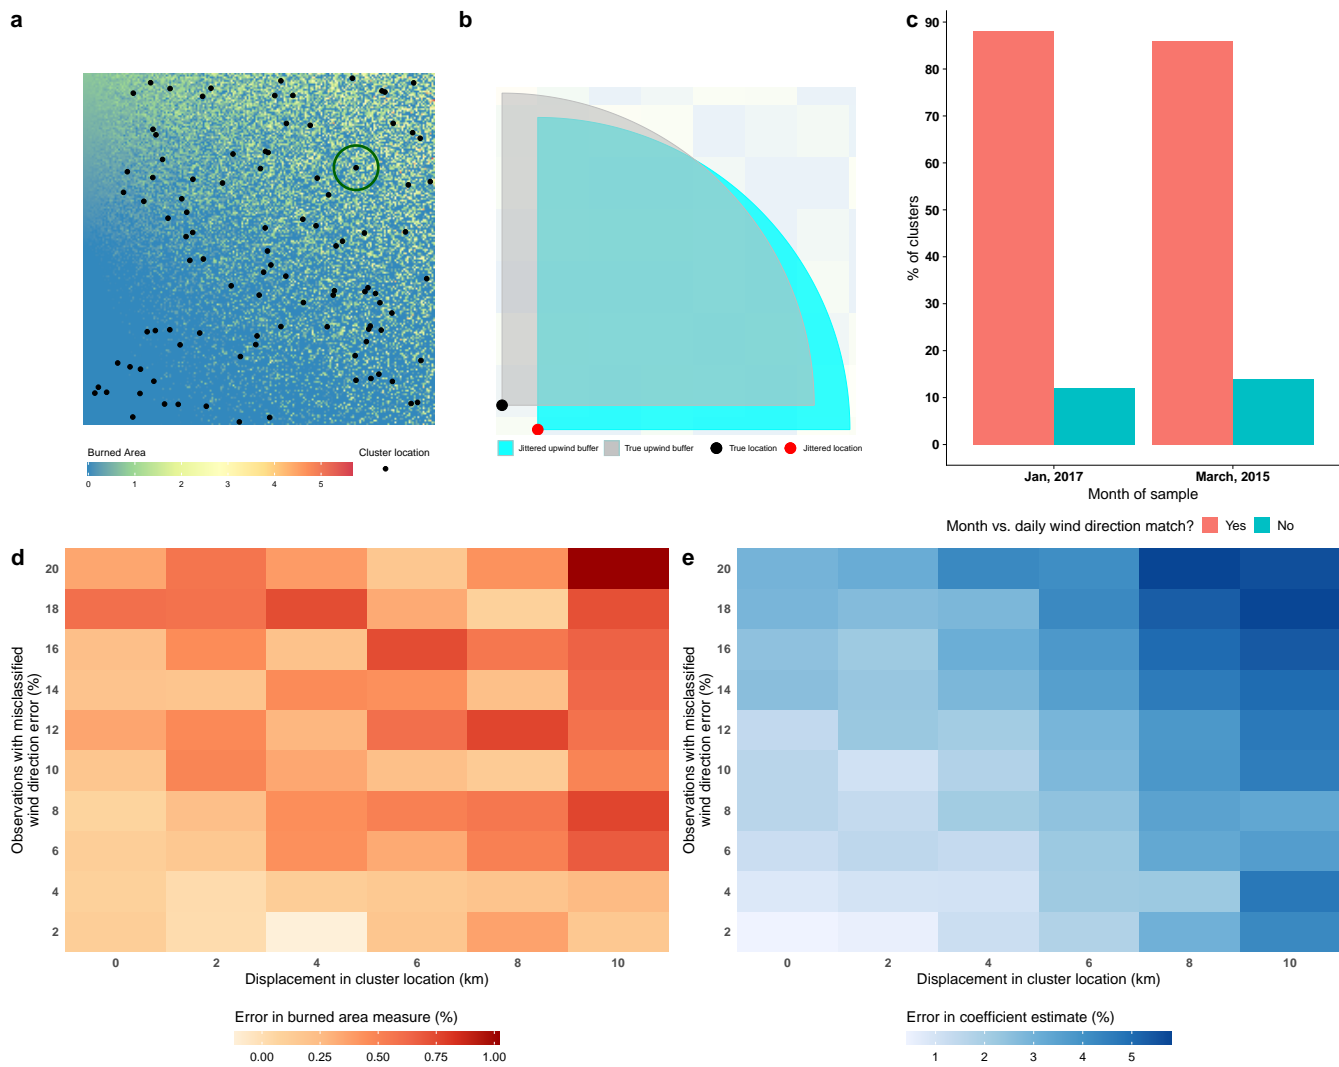 a
Burned Area
0 1 2 3 4 5
Cluster location
b
Jittered upwind buffer
True upwind buffer
True location
Jittered location
c
% of clusters
90
80
70
60
50
40
30
20
10
0
Jan, 2017
March, 2015
Month of sample
Month vs. daily wind direction match?
Yes
No
d
Observations with misclassified
wind direction error (%)
20
18
16
14
12
10
8
6
4
2
0 2 4 6 8 10
Displacement in cluster location (km)
Error in burned area measure (%)
0.00 0.25 0.50 0.75 1.00
e
Observations with misclassified
wind direction error (%)
20
18
16
14
12
10
8
6
4
2
0 2 4 6 8 10
Displacement in cluster location (km)
Error in coefficient estimate (%)
1 2 3 4 5